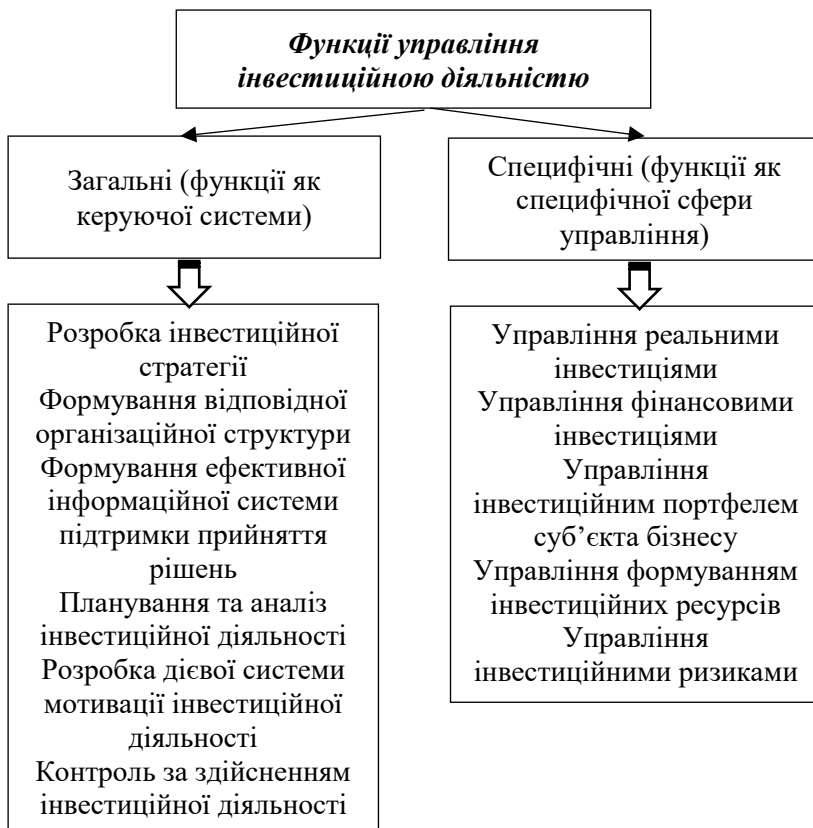 Функції управління
інвестиційною діяльністю
Загальні (функції як
керуючої системи)
Специфічні (функції як
специфічної сфери
управління)
Розробка інвестиційної
стратегії
Формування відповідної
організаційної структури
Формування ефективної
інформаційної системи
підтримки прийняття
рішень
Планування та аналіз
інвестиційної діяльності
Розробка дієвої системи
мотивації інвестиційної
діяльності
Контроль за здійсненням
інвестиційної діяльності
Управління реальними
інвестиціями
Управління фінансовими
інвестиціями
Управління
інвестиційним портфелем
суб’єкта бізнесу
Управління формуванням
інвестиційних ресурсів
Управління
інвестиційними ризиками